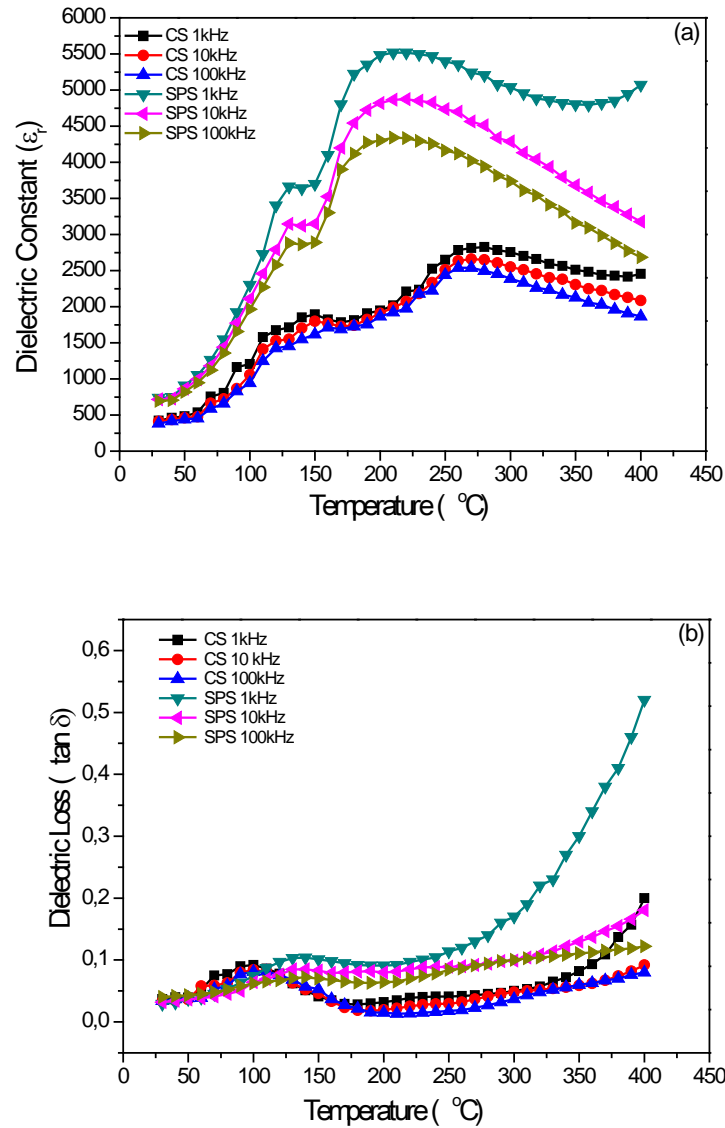 (a)
CS 1kHz
CS 10kHz
CS 100kHz
SPS 1kHz
SPS 10kHz
SPS 100kHz
6000
5500
5000
4500
4000
3500
3000
2500
2000
1500
1000
500
0
Dielectric Constant (εr)
0 50 100 150 200 250 300 350 400 450
Temperature ( °C)
(b)
CS 1kHz
CS 10 kHz
CS 100kHz
SPS 1kHz
SPS 10kHz
SPS 100kHz
0,6
0,5
0,4
0,3
0,2
0,1
0,0
Dielectric Loss ( tan δ)
0 50 100 150 200 250 300 350 400 450
Temperature ( °C)